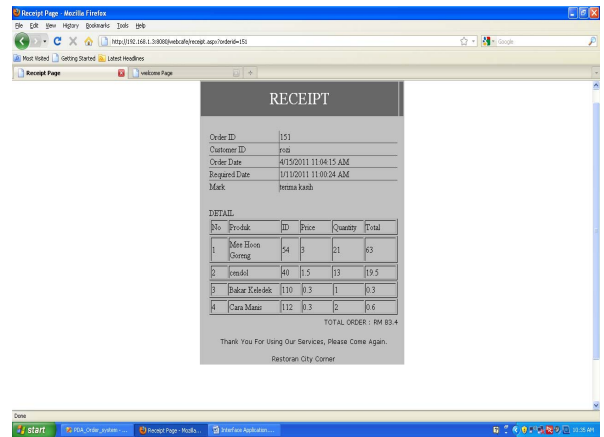 Receipt Page - Mozilla Firefox
File Edit View History Bookmarks Tools Help
http://192.168.1.3:8080/webcafe/receipt.aspx?orderid=151
Google
Most Visited Getting Started Latest Headlines
Receipt Page welcome Page
RECEIPT
Order ID 151
Customer ID rozi
Order Date 4/15/2011 11:04:15 AM
Required Date 1/11/2011 11:00:24 AM
Mark terima kasih
DETAIL
No Produk ID Price Quantity Total
1 Mee Hoon Goreng 54 3 21 63
2 cendol 40 1.5 13 19.5
3 Bakar Keledek 110 0.3 1 0.3
4 Cara Manis 112 0.3 2 0.6
TOTAL ORDER : RM 83.4
Thank You For Using Our Services, Please Come Again.
Restoran City Corner
Done
start PDA_Order_system - ... Receipt Page - Mozilla... Interface Application.... 10:35 AM